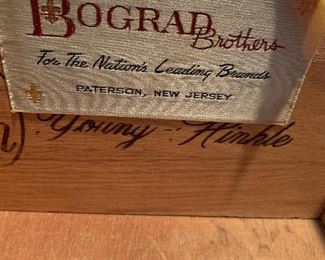 BOGRAD
Brothers
For The Nation's Leading Brands
PATERSON, NEW JERSEY
Young - Hinkle